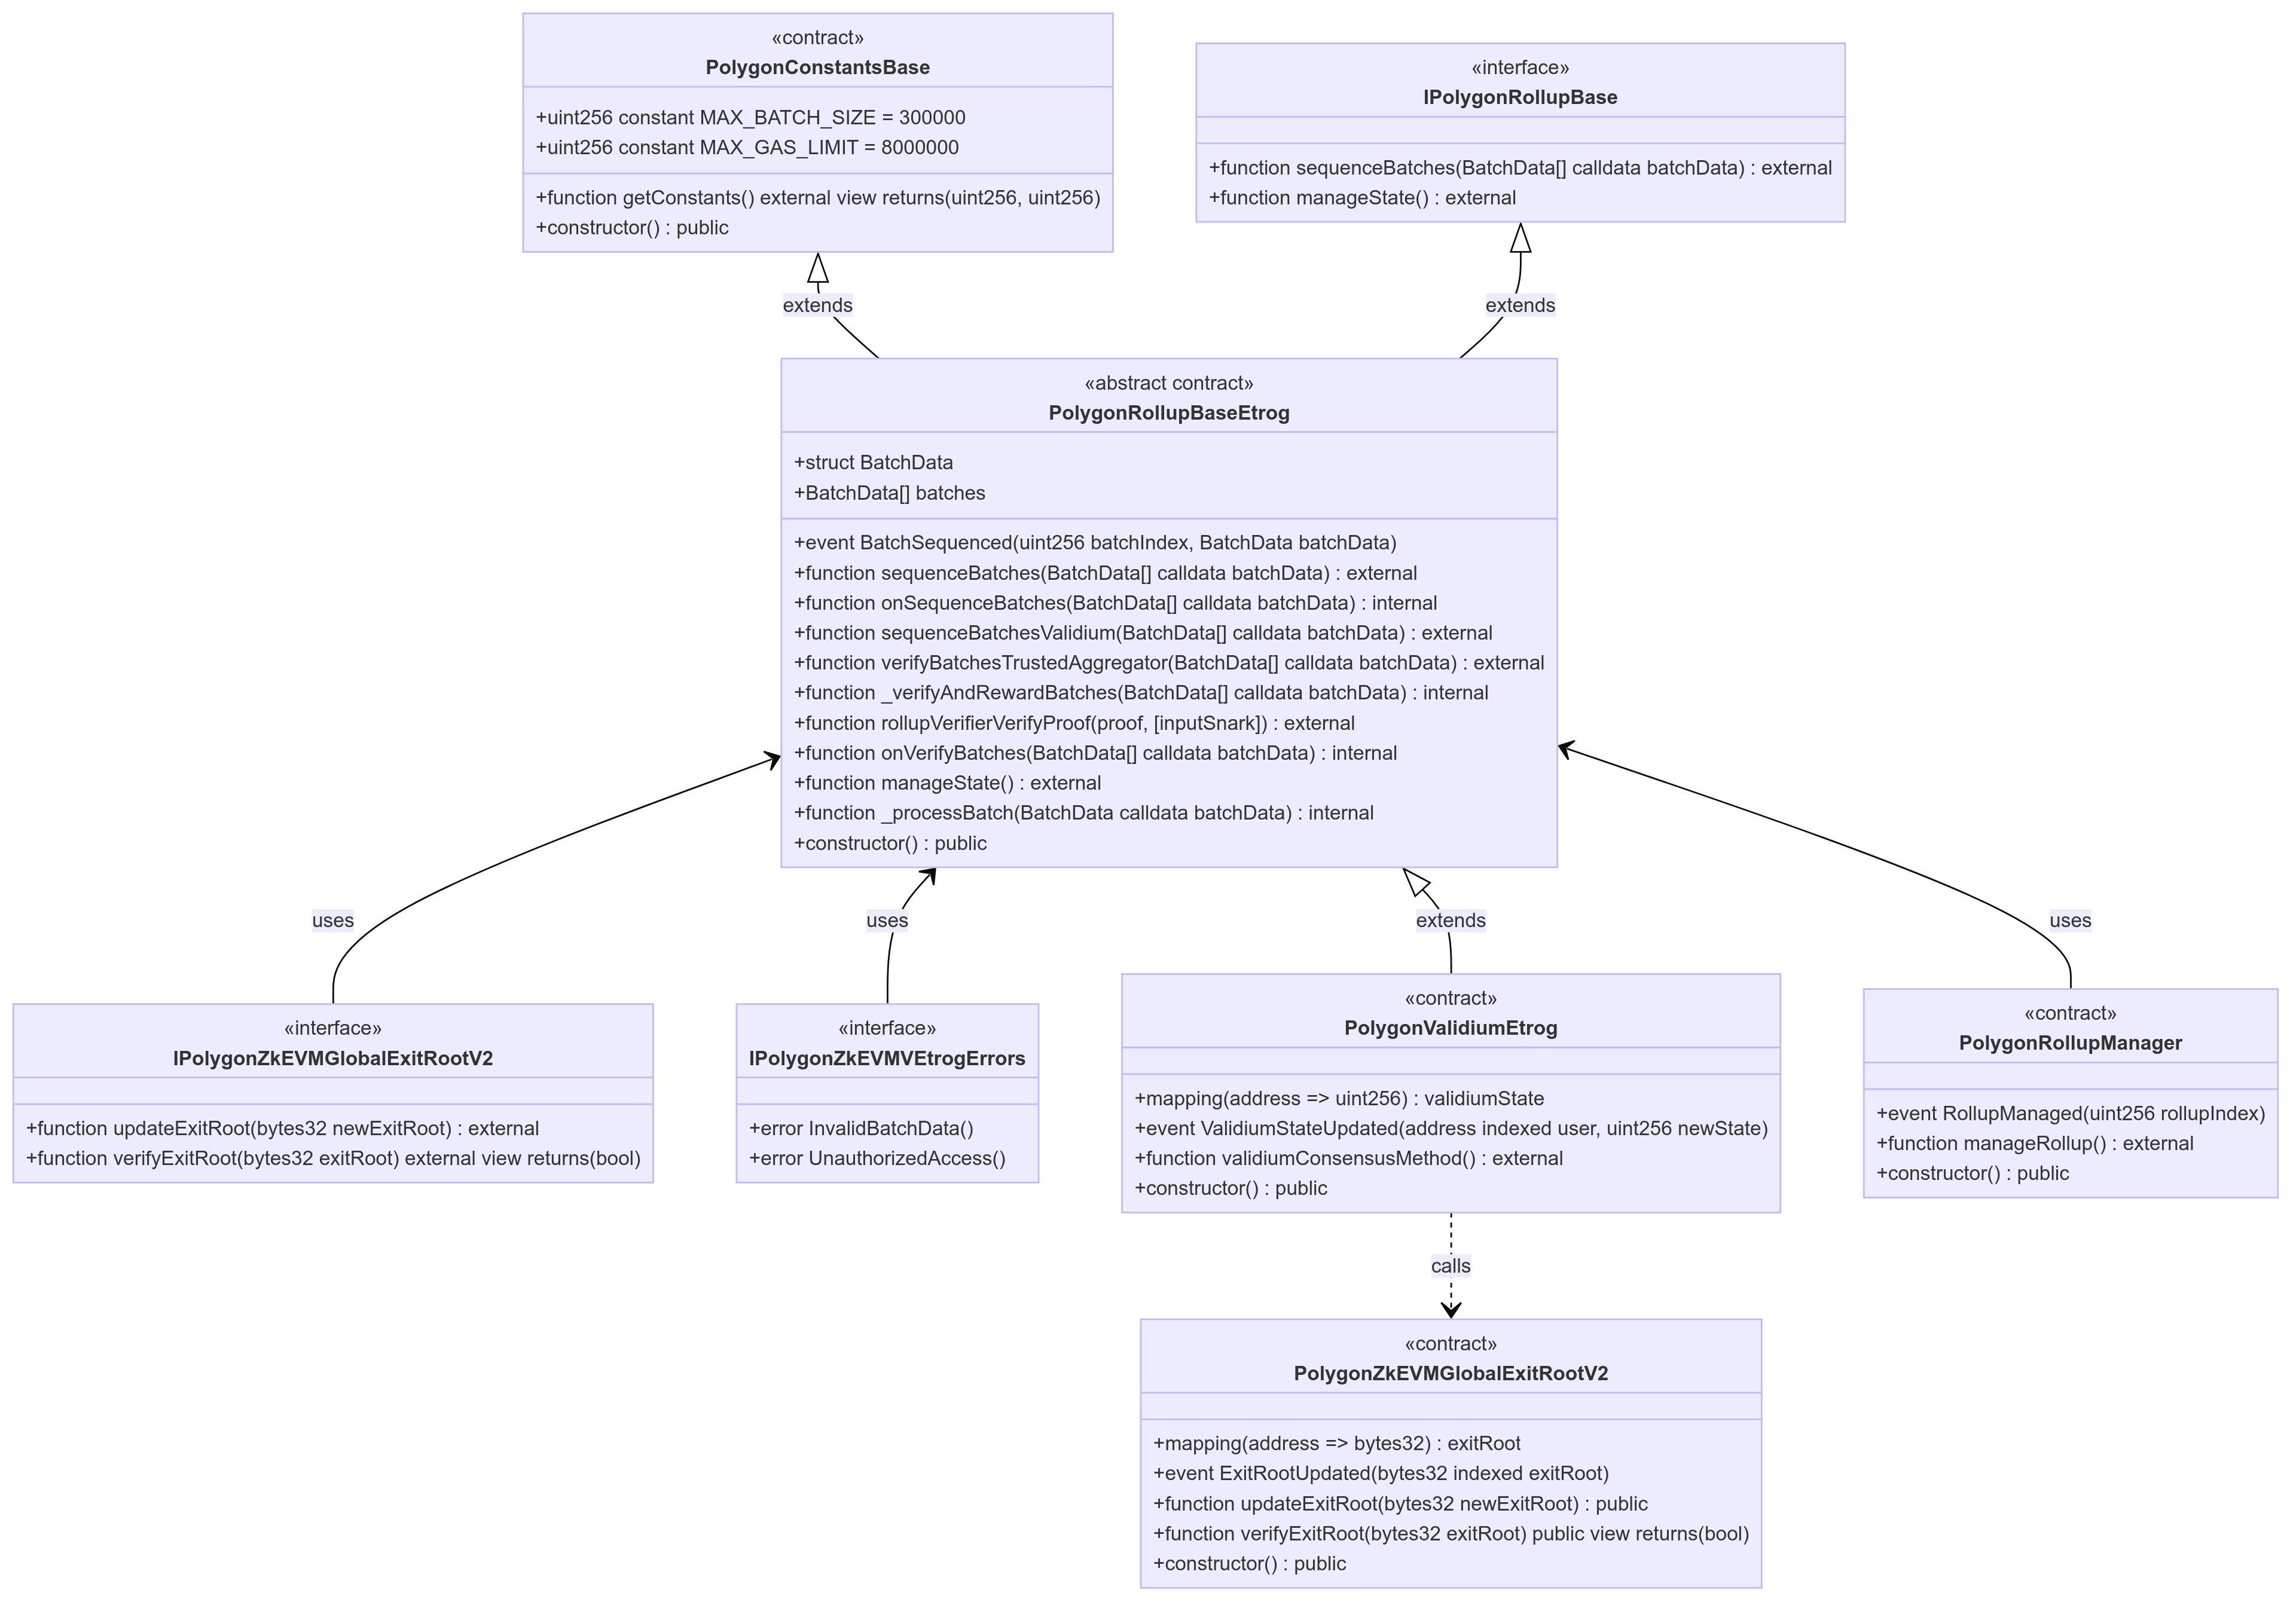 «contract»
PolygonConstantsBase
+uint256 constant MAX_BATCH_SIZE = 300000
+uint256 constant MAX_GAS_LIMIT = 8000000
+function getConstants() external view returns(uint256, uint256)
+constructor() : public
«interface»
IPolygonRollupBase
+function sequenceBatches(BatchData[] calldata batchData) : external
+function manageState() : external
extends
extends
«abstract contract»
PolygonRollupBaseEtrog
+struct BatchData
+BatchData[] batches
+event BatchSequenced(uint256 batchIndex, BatchData batchData)
+function sequenceBatches(BatchData[] calldata batchData) : external
+function onSequenceBatches(BatchData[] calldata batchData) : internal
+function sequenceBatchesValidium(BatchData[] calldata batchData) : external
+function verifyBatchesTrustedAggregator(BatchData[] calldata batchData) : external
+function _verifyAndRewardBatches(BatchData[] calldata batchData) : internal
+function rollupVerifierVerifyProof(proof, [inputSnark]) : external
+function onVerifyBatches(BatchData[] calldata batchData) : internal
+function manageState() : external
+function _processBatch(BatchData calldata batchData) : internal
+constructor() : public
uses
uses
extends
uses
«interface»
IPolygonZkEVMGlobalExitRootV2
+function updateExitRoot(bytes32 newExitRoot) : external
+function verifyExitRoot(bytes32 exitRoot) external view returns(bool)
«interface»
IPolygonZkEVMVEtrogErrors
+error InvalidBatchData()
+error UnauthorizedAccess()
«contract»
PolygonValidiumEtrog
+mapping(address => uint256) : validiumState
+event ValidiumStateUpdated(address indexed user, uint256 newState)
+function validiumConsensusMethod() : external
+constructor() : public
«contract»
PolygonRollupManager
+event RollupManaged(uint256 rollupIndex)
+function manageRollup() : external
+constructor() : public
calls
«contract»
PolygonZkEVMGlobalExitRootV2
+mapping(address => bytes32) : exitRoot
+event ExitRootUpdated(bytes32 indexed exitRoot)
+function updateExitRoot(bytes32 newExitRoot) : public
+function verifyExitRoot(bytes32 exitRoot) public view returns(bool)
+constructor() : public